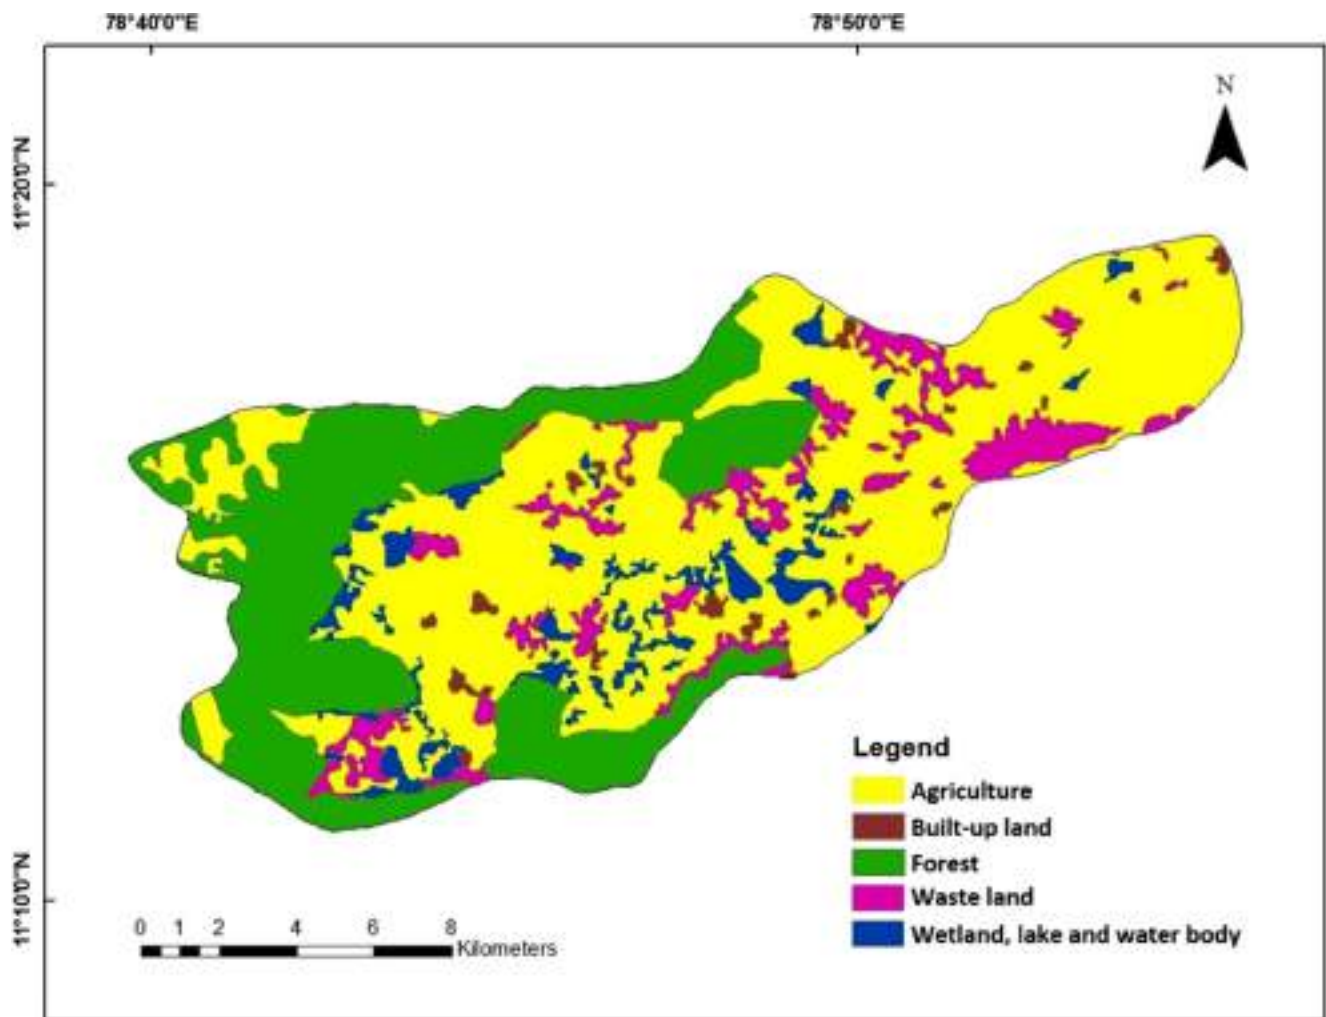 78°40'0"E
78°50'0"E
N
11°20'0"N
Legend
Agriculture
Built-up land
Forest
Waste land
Wetland, lake and water body
11°10'0"N
0 1 2 4 6 8
Kilometers